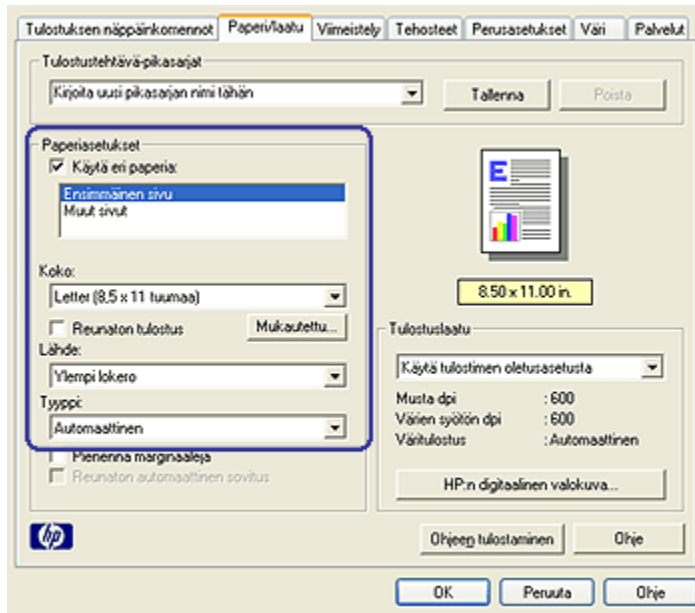 Tulostuksen näppäinkomennot Paperi/laatu Viimeistely Tehosteet Perusasetukset Väri Palvelut
Tulostustehtävä-pikasarjat
Kirjoita uusi pikasarjan nimi tähän Tallenna Poista
Paperiasetukset
Käytä eri paperia:
Ensimmäinen sivu
Muut sivut
E
8.50 x 11.00 in.
Koko:
Letter (8,5 x 11 tuumaa)
Reunaton tulostus Mukautettu...
Lähde:
Ylempi lokero
Tyyppi:
Automaattinen
Pienennä marginaaleja
Reunaton automaattinen sovitus
Tulostuslaatu
Käytä tulostimen oletusasetusta
Musta dpi : 600
Värien syötön dpi : 600
Väritulostus : Automaattinen
HP:n digitaalinen valokuva...
hp
Ohjeen tulostaminen Ohje
OK Peruuta Ohje